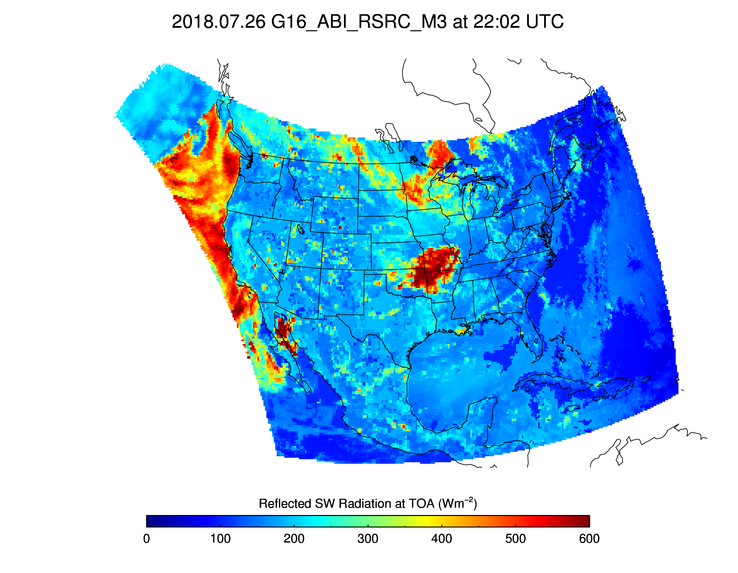 2018.07.26 G16_ABI_RSRC_M3 at 22:02 UTC
Reflected SW Radiation at TOA (Wm⁻²)
0 100 200 300 400 500 600